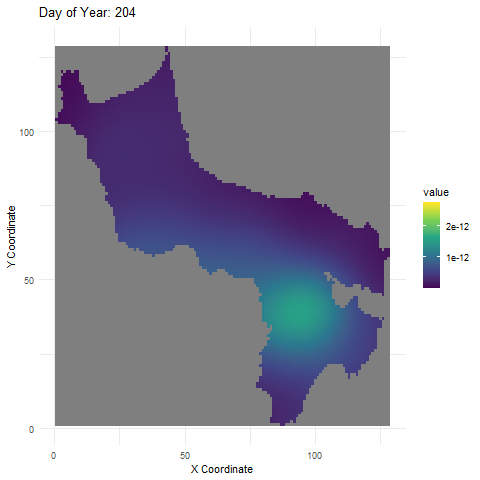 Day of Year: 204
Y Coordinate
100
50
0
0
50
100
X Coordinate
value
2e-12
1e-12